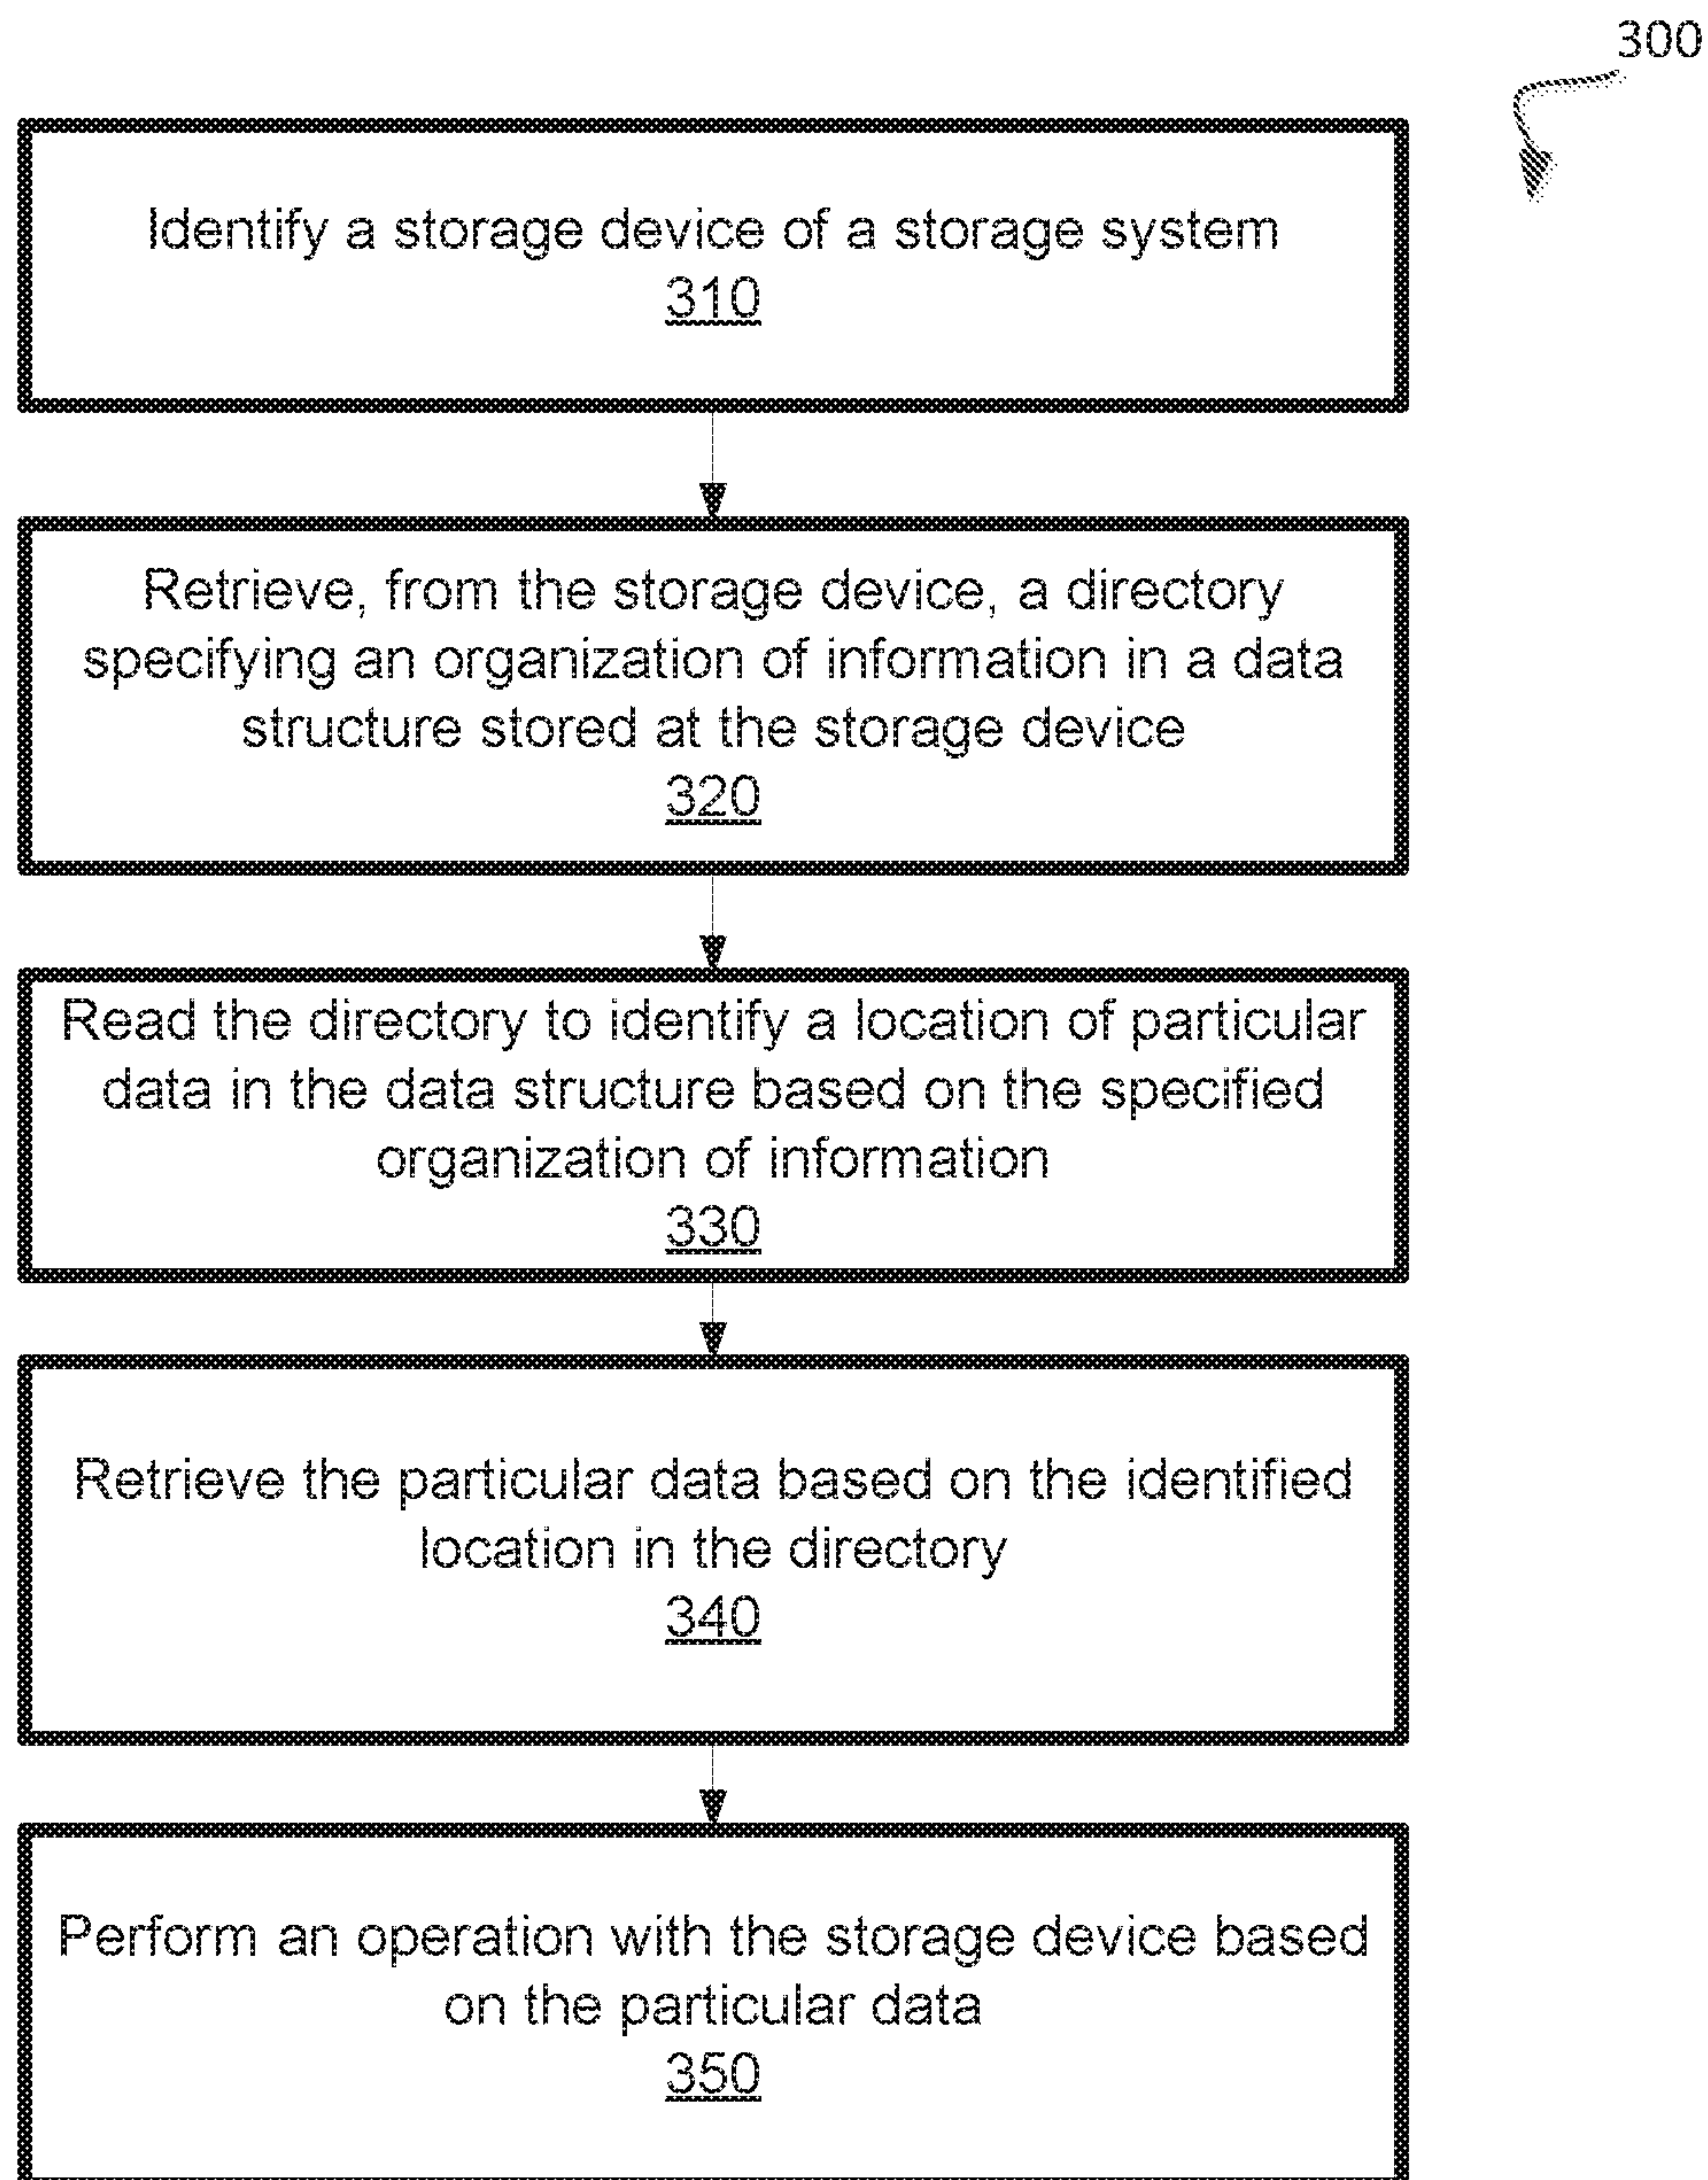 300
Identify a storage device of a storage system
310
Retrieve, from the storage device, a directory
specifying an organization of information in a data
structure stored at the storage device
320
Read the directory to identify a location of particular
data in the data structure based on the specified
organization of information
330
Retrieve the particular data based on the identified
location in the directory
340
Perform an operation with the storage device based
on the particular data
350